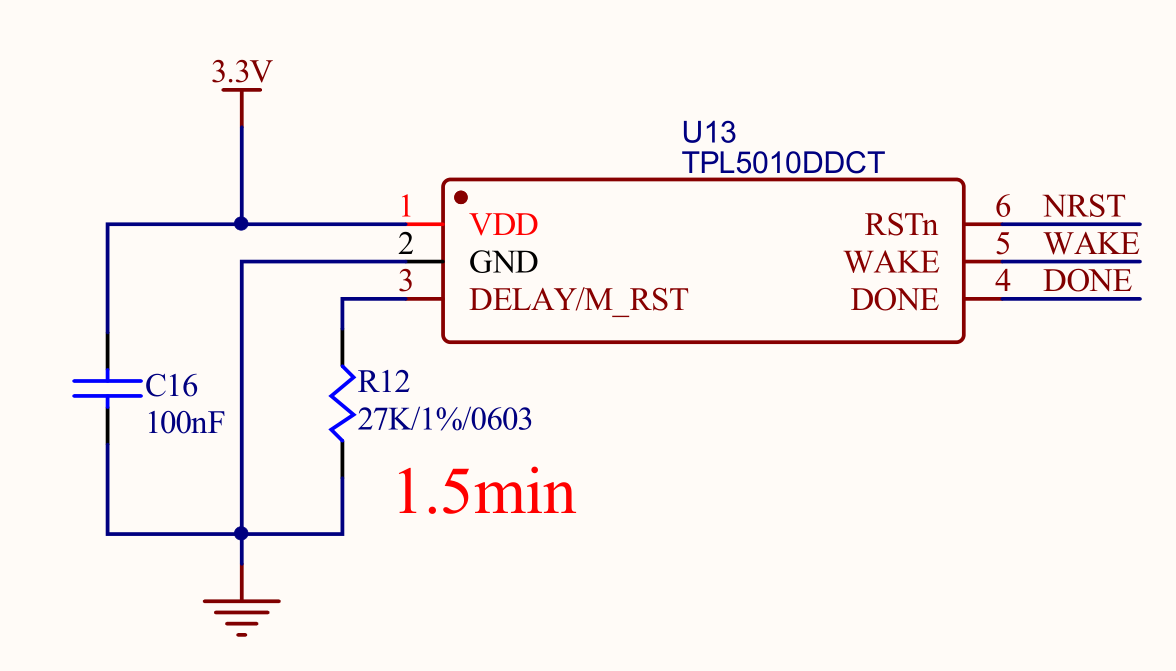 3.3V
U13
TPL5010DDCT
1
VDD
RSTn
6
NRST
2
GND
WAKE
5
WAKE
3
DELAY/M_RST
DONE
4
DONE
C16
100nF
R12
27K/1%/0603
1.5min